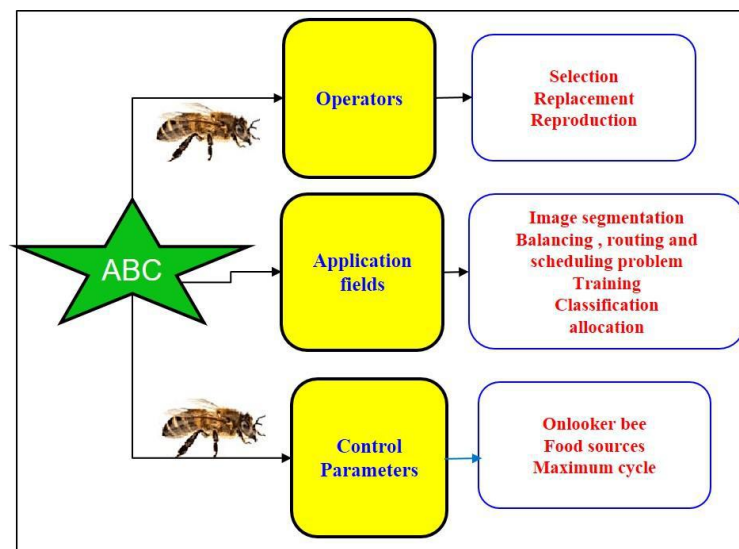 ABC
Operators
Selection
Replacement
Reproduction
Application
fields
Image segmentation
Balancing , routing and
scheduling problem
Training
Classification
allocation
Control
Parameters
Onlooker bee
Food sources
Maximum cycle